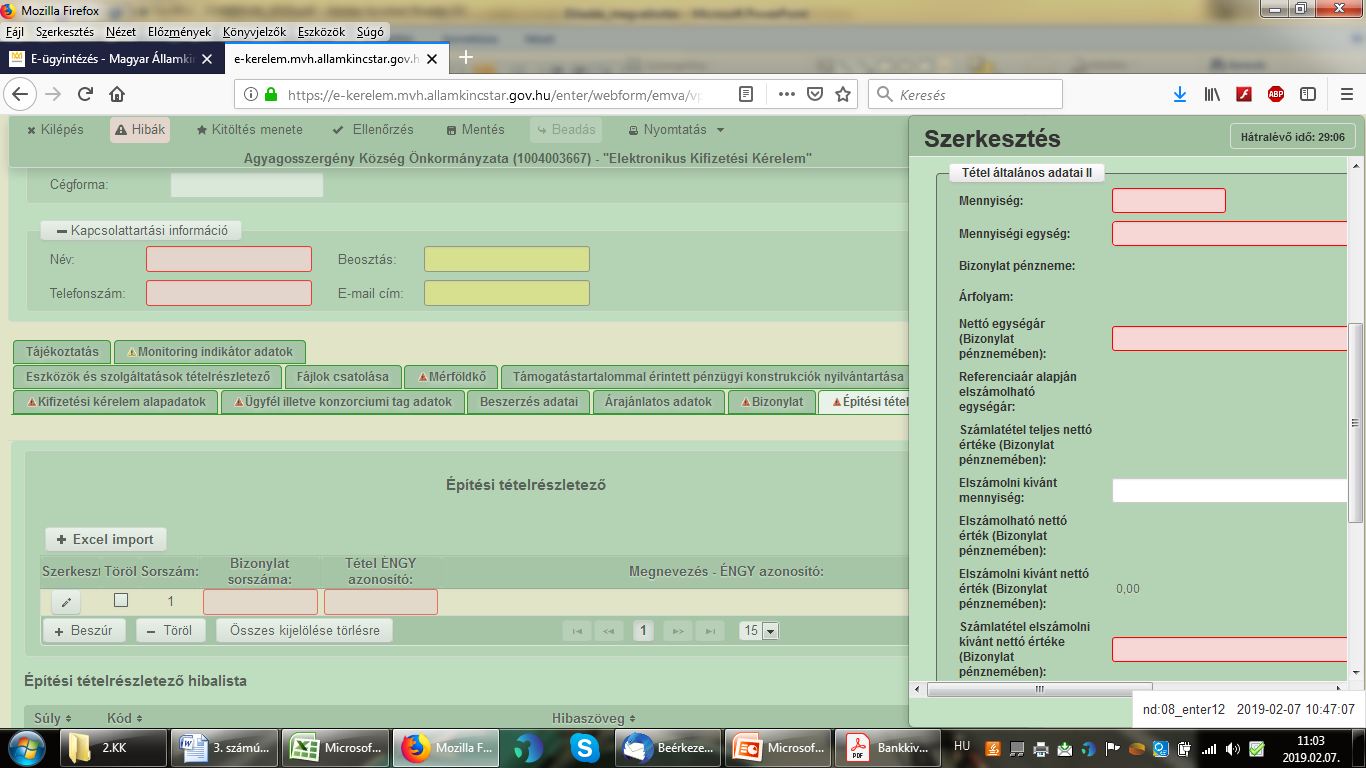 Mozilla Firefox
Fájl Szerkesztés Nézet Előzmények Könyvjelzők Eszközök Súgó
E-ügyintézés - Magyar Államki
e-kerelem.mvh.allamkincstar.gov.h
https://e-kerelem.mvh.allamkincstar.gov.hu/enter/webform/emva/vp
Keresés
ABP
Kilépés Hibák Kitöltés menete Ellenőrzés Mentés Beadás Nyomtatás
Agyagosszergény Község Önkormányzata (1004003667) - "Elektronikus Kifizetési Kérelem"
Cégforma:
Kapcsolattartási információ
Név: Beosztás:
Telefonszám: E-mail cím:
Tájékoztatás Monitoring indikátor adatok
Eszközök és szolgáltatások tételrészletező Fájlok csatolása Mérföldkő Támogatástartalommal érintett pénzügyi konstrukciók nyilvántartása
Kifizetési kérelem alapadatok Ügyfél illetve konzorciumi tag adatok Beszerzés adatai Árajánlatos adatok Bizonylat Építési tétel
Építési tételrészletező
Excel import
Szerkeszt Töröl Sorszám: Bizonylat sorszáma: Tétel ÉNGY azonosító: Megnevezés - ÉNGY azonosító:
1
Beszúr Töröl Összes kijelölése törlésre 1 15
Építési tételrészletező hibalista
Súly Kód Hibaszöveg
Szerkesztés
Hátralévő idő: 29:06
Tétel általános adatai II
Mennyiség:
Mennyiségi egység:
Bizonylat pénzneme:
Árfolyam:
Nettó egységár
(Bizonylat
pénznemében):
Referenciaár alapján
elszámolható
egységár:
Számlatétel teljes nettó
értéke (Bizonylat
pénznemében):
Elszámolni kívánt
mennyiség:
Elszámolható nettó
érték (Bizonylat
pénznemében):
Elszámolni kívánt nettó
érték (Bizonylat
pénznemében):
0,00
Számlatétel elszámolni
kívánt nettó értéke
(Bizonylat
pénznemében):
nd:08_enter12 2019-02-07 10:47:07
2.KK
3. számú...
Microsof...
Mozilla F...
Beérkeze...
Microsof...
Bankkiv...
HU
11:03
2019.02.07.